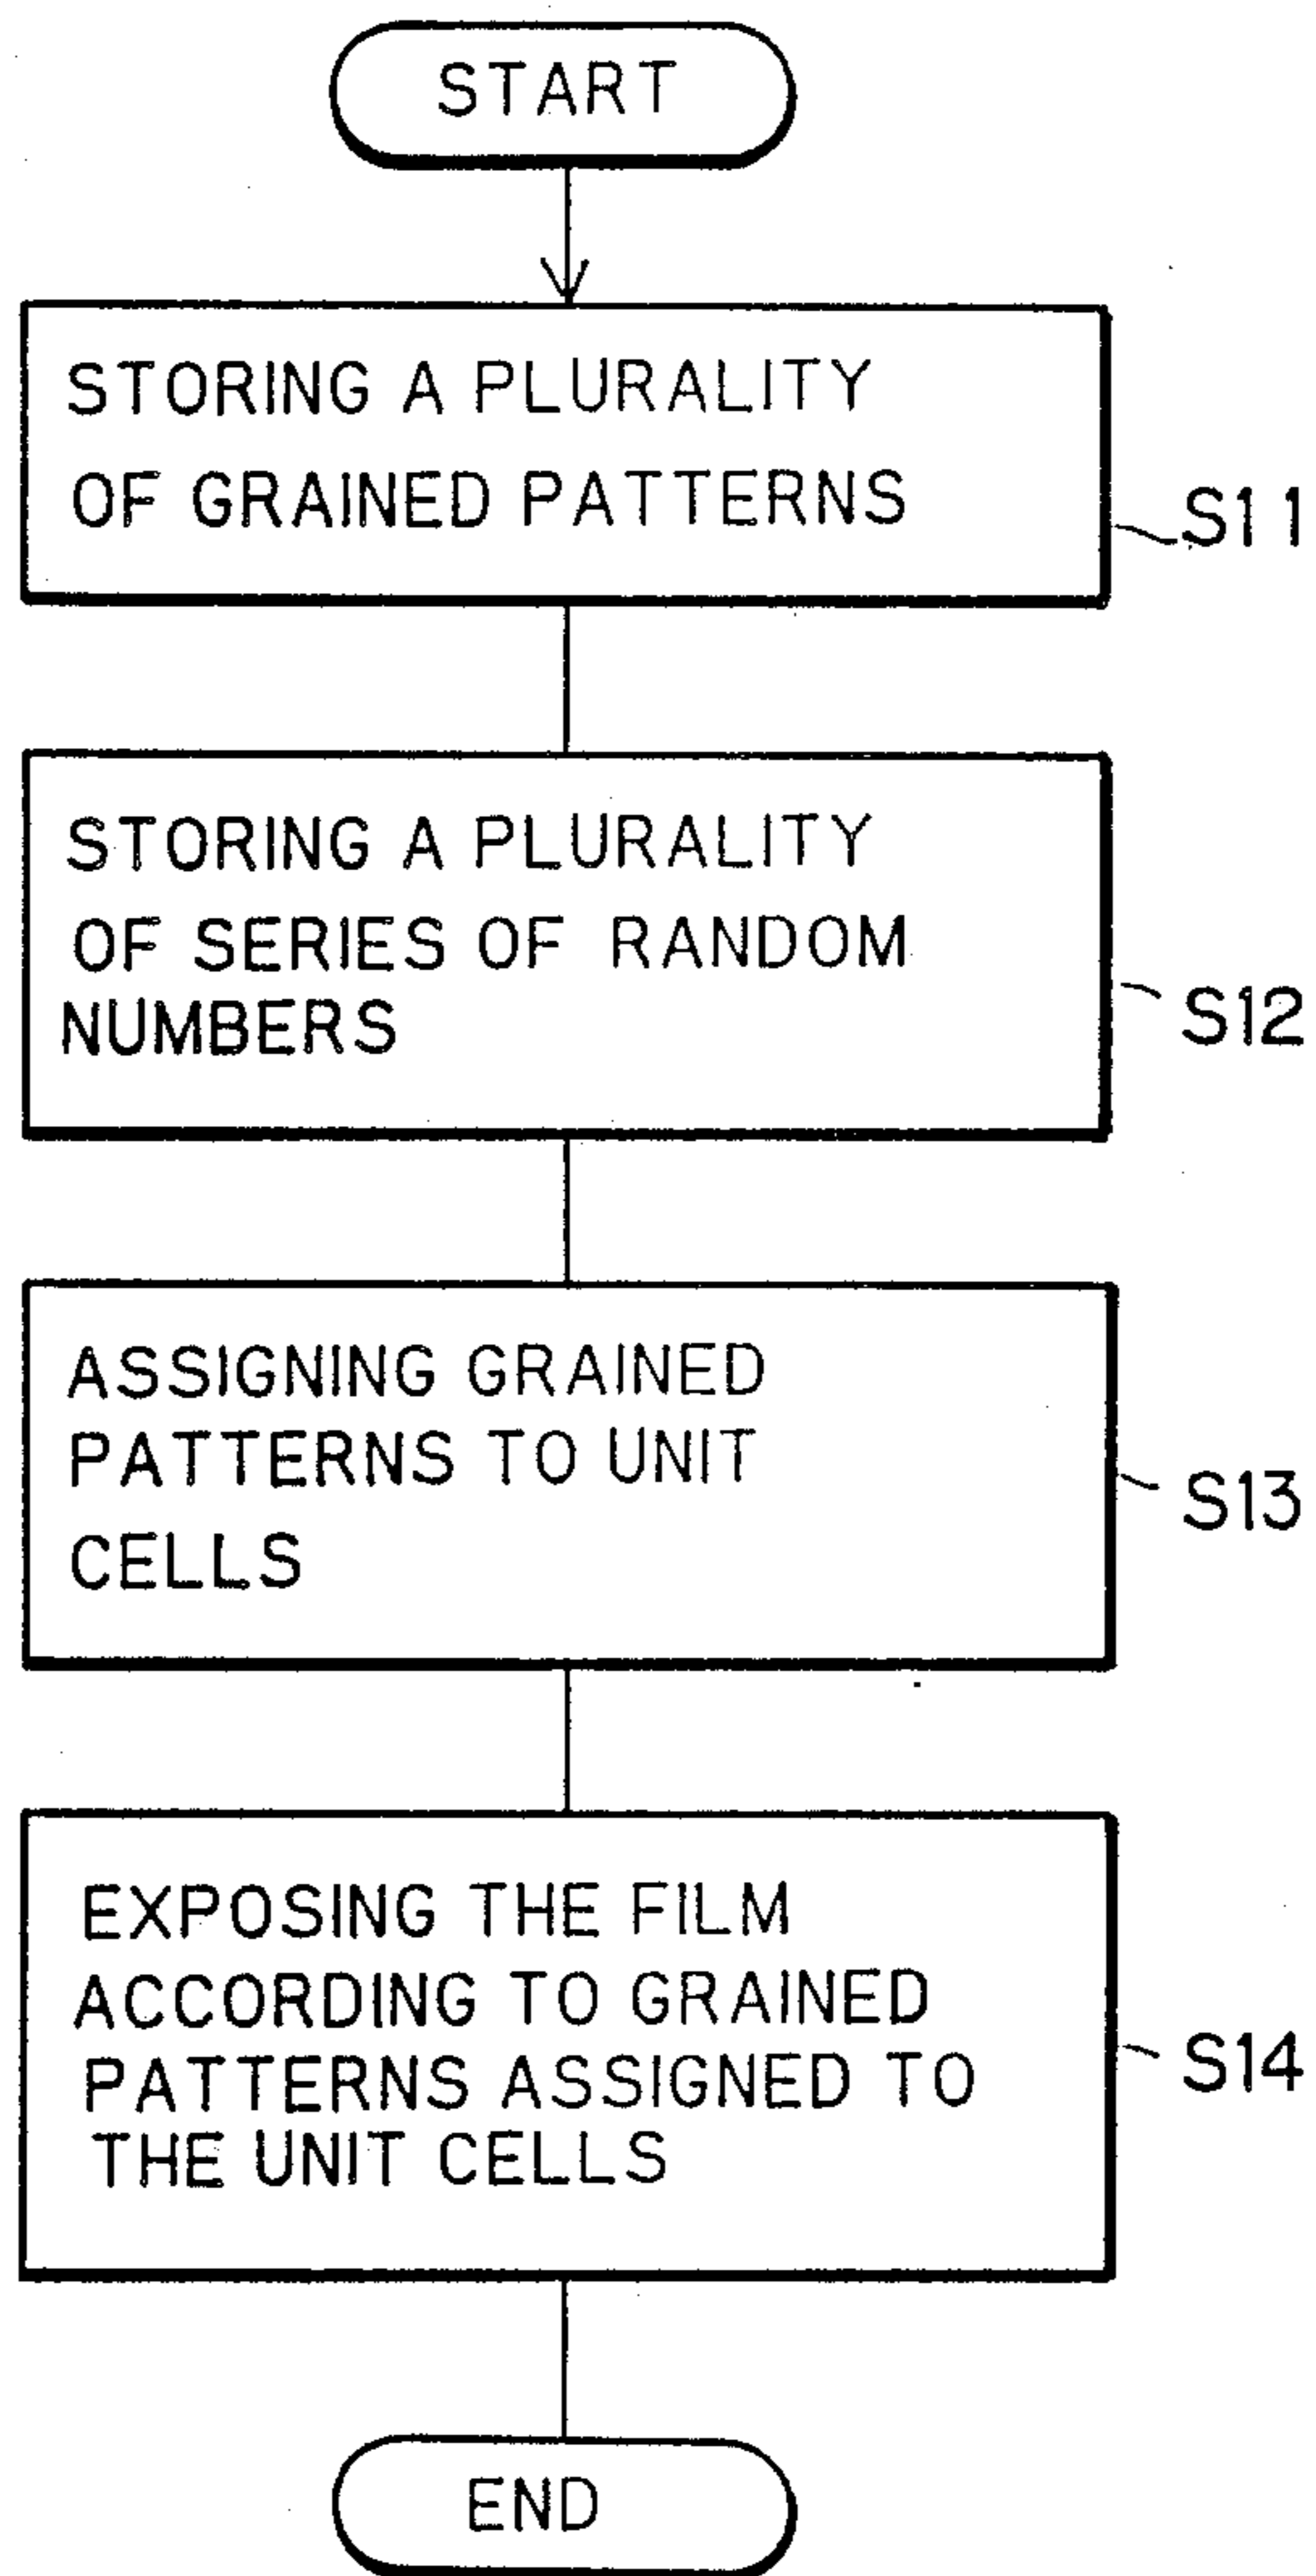 START
STORING A PLURALITY
OF GRAINED PATTERNS
S11
STORING A PLURALITY
OF SERIES OF RANDOM
NUMBERS
S12
ASSIGNING GRAINED
PATTERNS TO UNIT
CELLS
S13
EXPOSING THE FILM
ACCORDING TO GRAINED
PATTERNS ASSIGNED TO
THE UNIT CELLS
S14
END